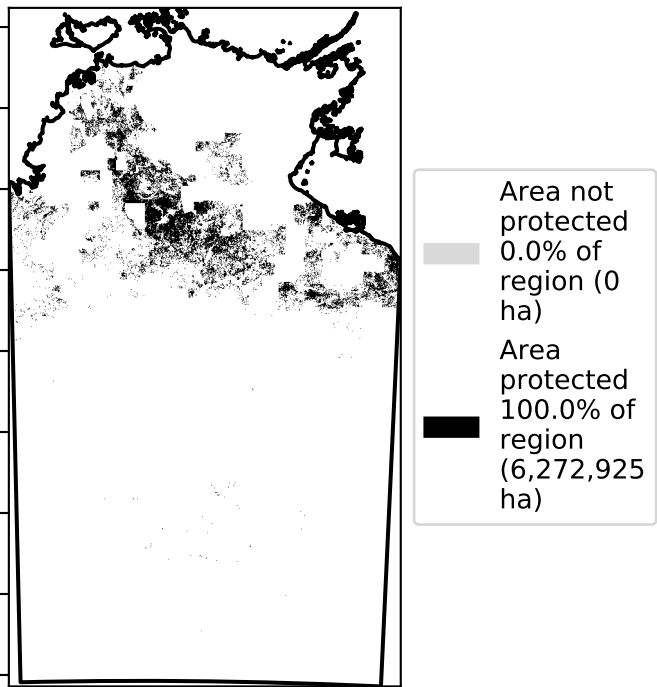 Area not
protected
0.0% of
region (0
ha)
Area
protected
100.0% of
region
(6,272,925
ha)